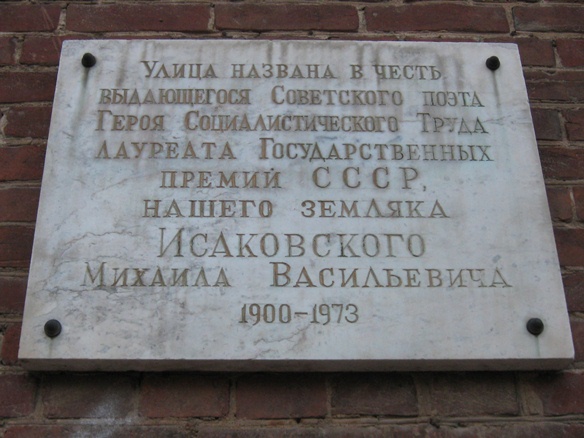 Улица названа в честь
выдающегося Советского поэта
Героя Социалистического Труда
лауреата Государственных
премий СССР,
нашего земляка
Исаковского
Михаила Васильевича
1900–1973